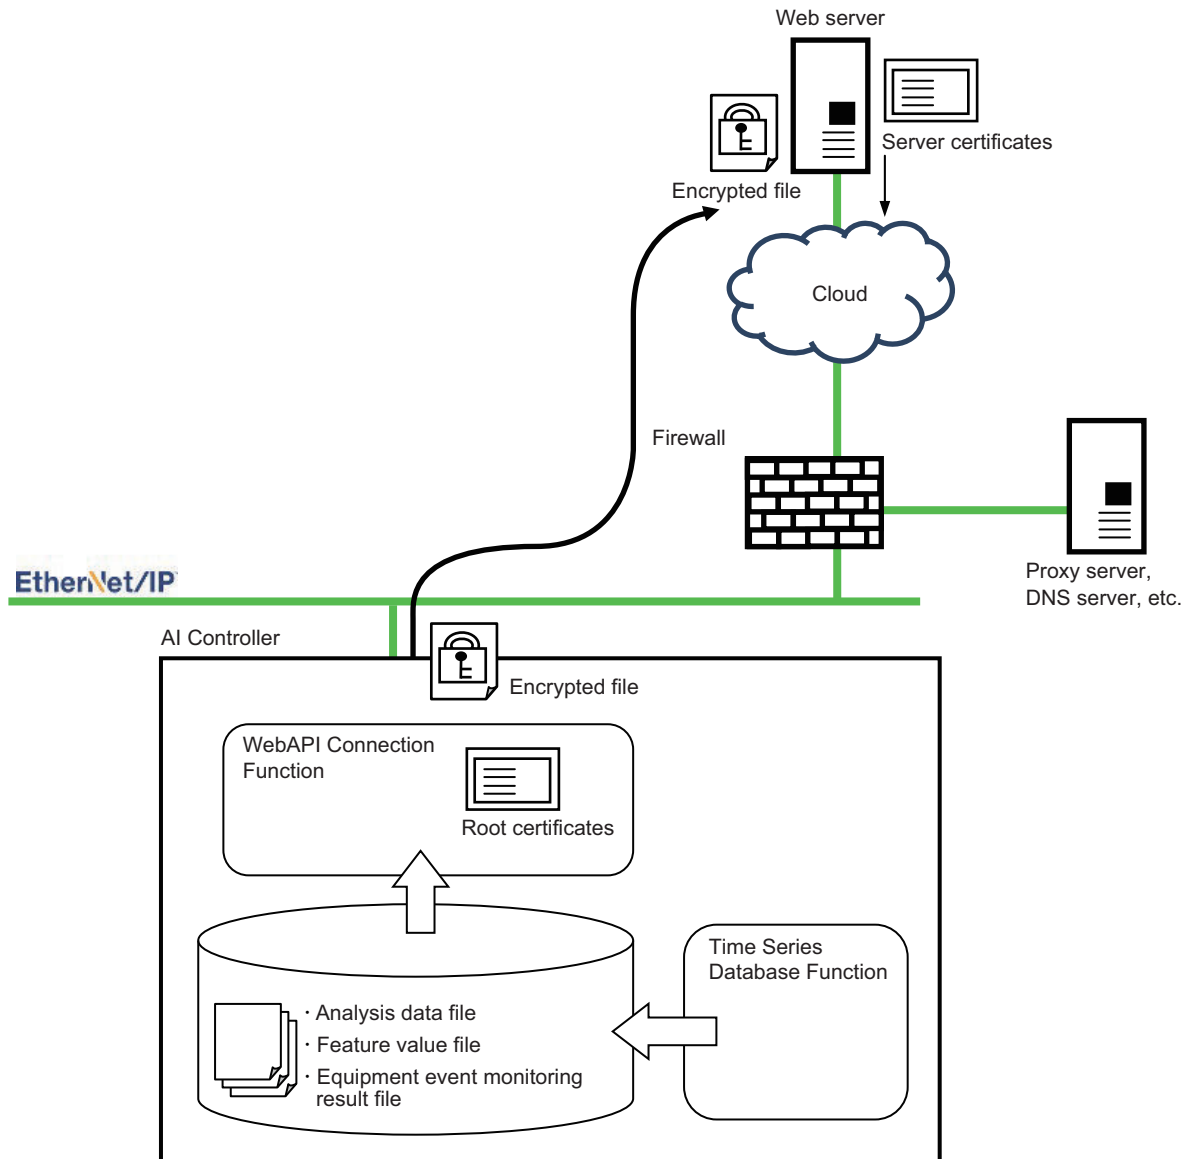 Web server
Server certificates
Encrypted file
Cloud
Firewall
Proxy server,
DNS server, etc.
EtherNet/IP
AI Controller
Encrypted file
WebAPI Connection
Function
Root certificates
Time Series
Database Function
· Analysis data file
· Feature value file
· Equipment event monitoring
result file